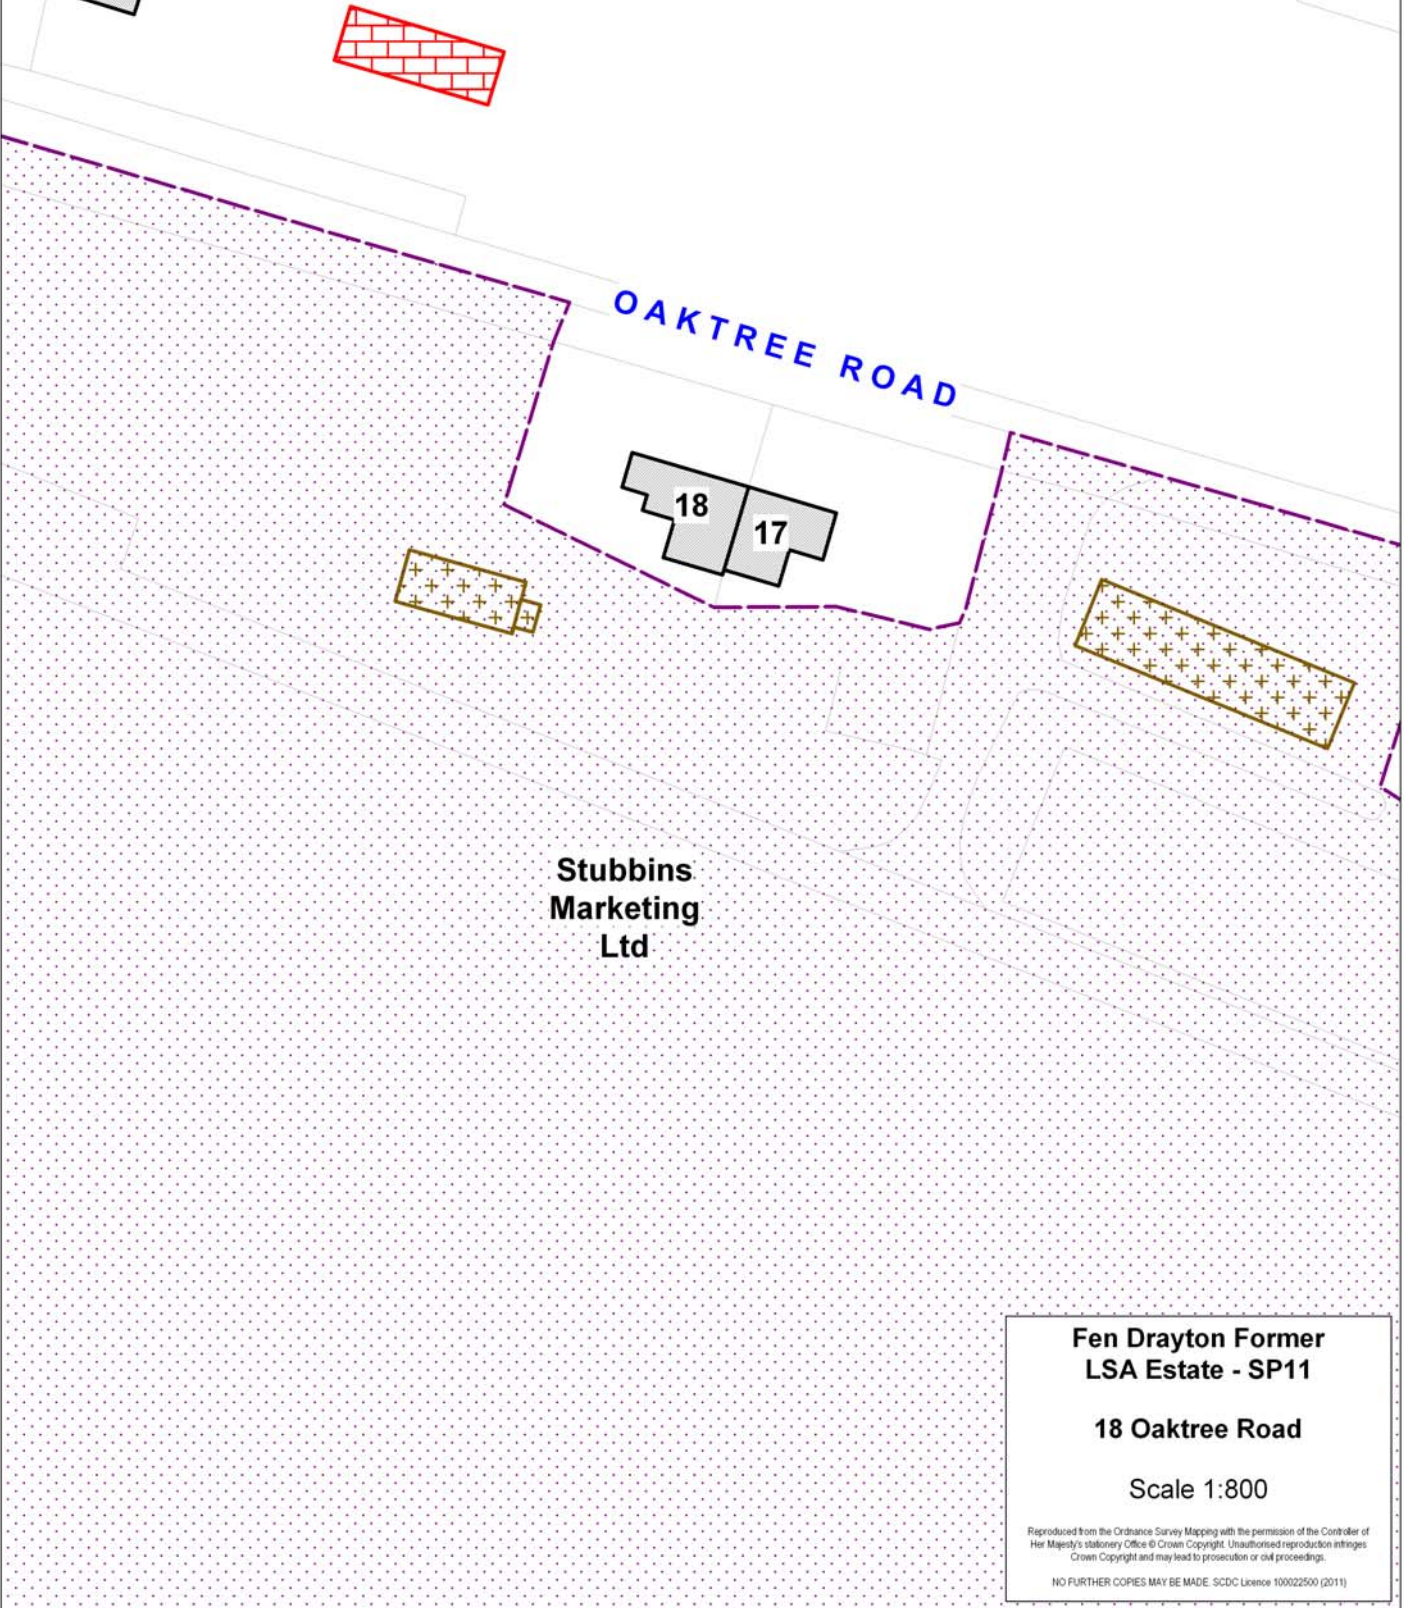 OAKTREE ROAD
18
17
Stubbins
Marketing
Ltd
Fen Drayton Former
LSA Estate - SP11
18 Oaktree Road
Scale 1:800
Reproduced from the Ordnance Survey Mapping with the permission of the Controller of
Her Majesty's stationery Office © Crown Copyright. Unauthorised reproduction infringes
Crown Copyright and may lead to prosecution or civil proceedings.
NO FURTHER COPIES MAY BE MADE. SCDC Licence 100022500 (2011)